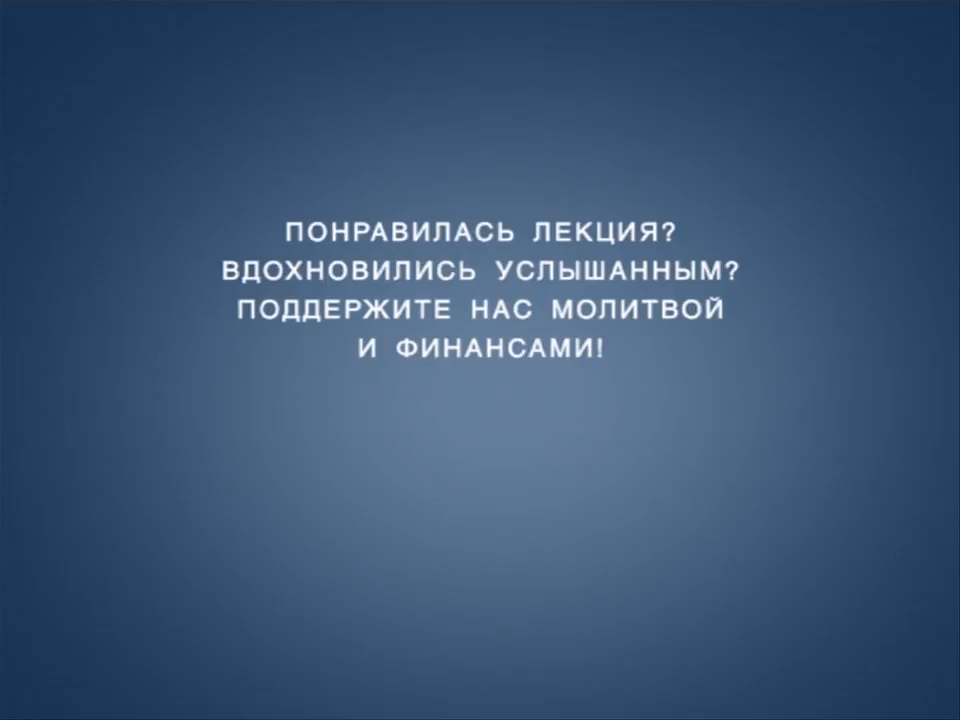 ПОНРАВИЛАСЬ ЛЕКЦИЯ?
ВДОХНОВИЛИСЬ УСЛЫШАННЫМ?
ПОДДЕРЖИТЕ НАС МОЛИТВОЙ
И ФИНАНСАМИ!